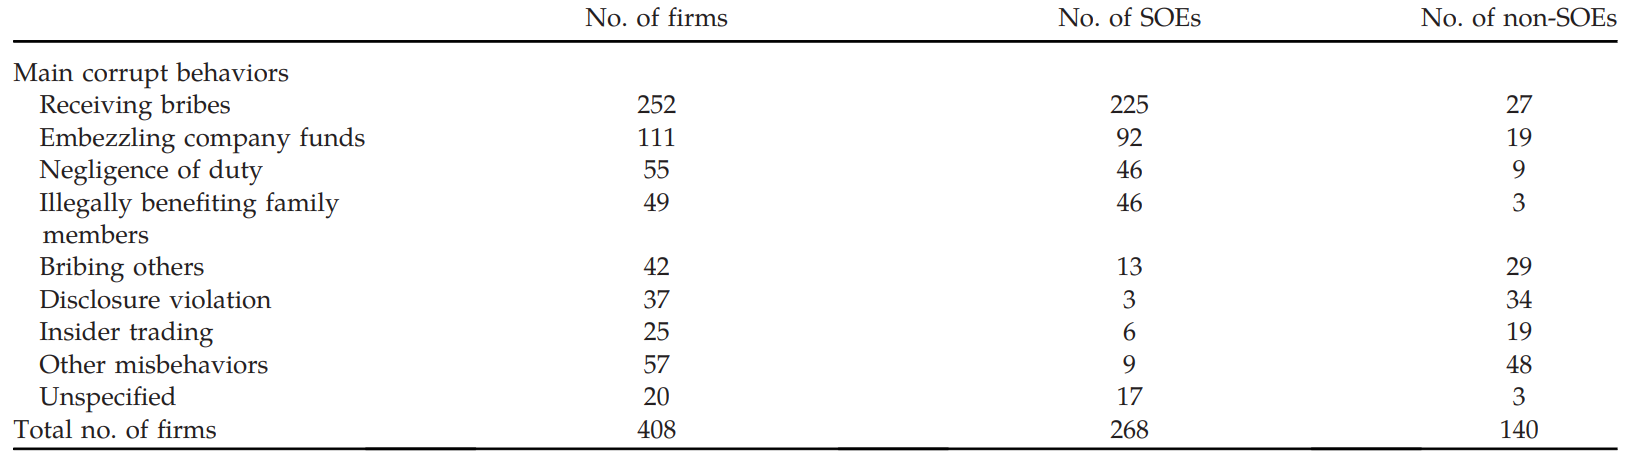 No. of firms No. of SOEs No. of non-SOEs
Main corrupt behaviors
Receiving bribes 252 225 27
Embezzling company funds 111 92 19
Negligence of duty 55 46 9
Illegally benefiting family 49 46 3
members
Bribing others 42 13 29
Disclosure violation 37 3 34
Insider trading 25 6 19
Other misbehaviors 57 9 48
Unspecified 20 17 3
Total no. of firms 408 268 140